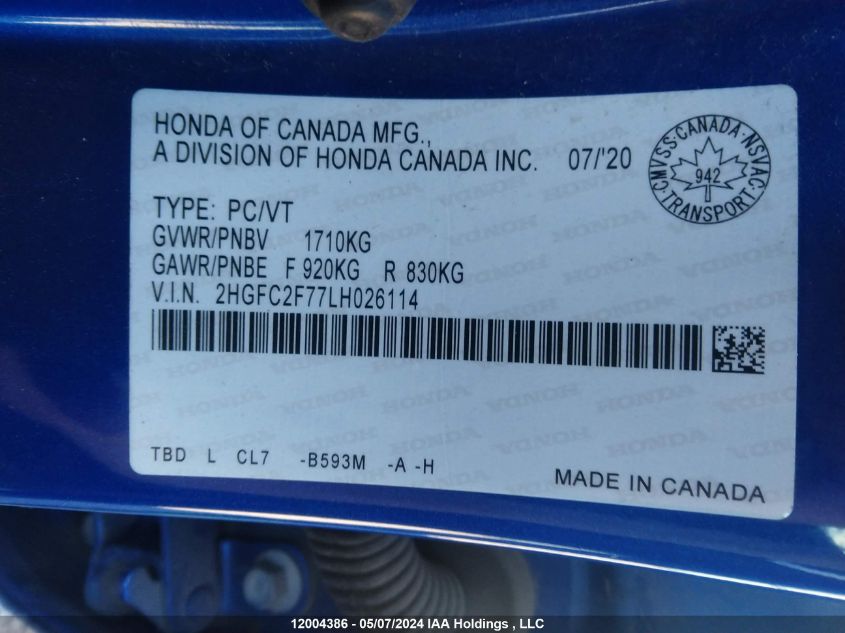 HONDA OF CANADA MFG.,
A DIVISION OF HONDA CANADA INC. 07/'20
CMVSS·CANADA·NSVAC·TRANSPORT·
942
TYPE: PC/VT
GVWR/PNBV 1710KG
GAWR/PNBE F 920KG R 830KG
V.I.N. 2HGFC2F77LH026114
TBD L CL7 -B593M -A -H
MADE IN CANADA
12004386 - 05/07/2024 IAA Holdings , LLC